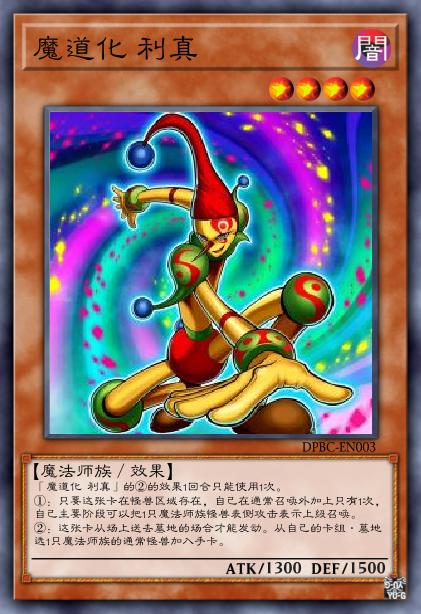 魔道化 利真
闇
DPBC-EN003
【魔法师族／效果】
「魔道化 利真」的②的效果1回合只能使用1次。
①：只要这张卡在怪兽区域存在，自己在通常召唤外加上只有1次，
自己主要阶段可以把1只魔法师族怪兽表侧攻击表示上级召唤。
②：这张卡从场上送去墓地的场合才能发动。从自己的卡组·墓地
选1只魔法师族的通常怪兽加入手卡。
ATK/1300 DEF/1500